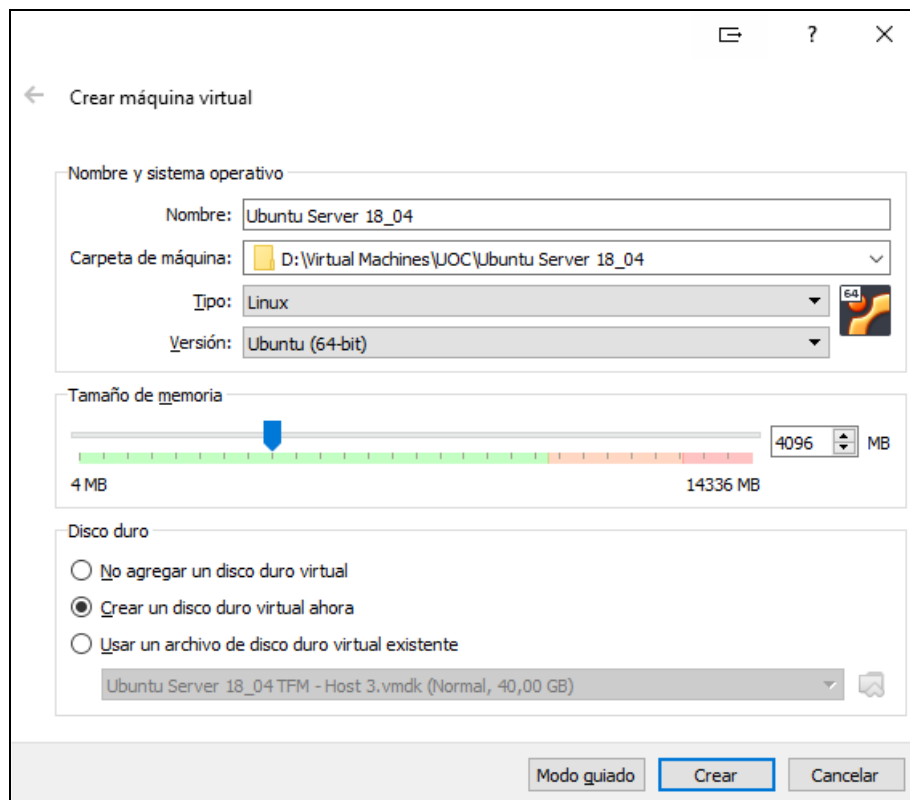 ?
Crear máquina virtual
Nombre y sistema operativo
Nombre: Ubuntu Server 18_04
Carpeta de máquina: D:\Virtual Machines\UOC\Ubuntu Server 18_04
Tipo: Linux
64
Versión: Ubuntu (64-bit)
Tamaño de memoria
4096 MB
4 MB 14336 MB
Disco duro
No agregar un disco duro virtual
Crear un disco duro virtual ahora
Usar un archivo de disco duro virtual existente
Ubuntu Server 18_04 TFM - Host 3.vmdk (Normal, 40,00 GB)
Modo guiado Crear Cancelar